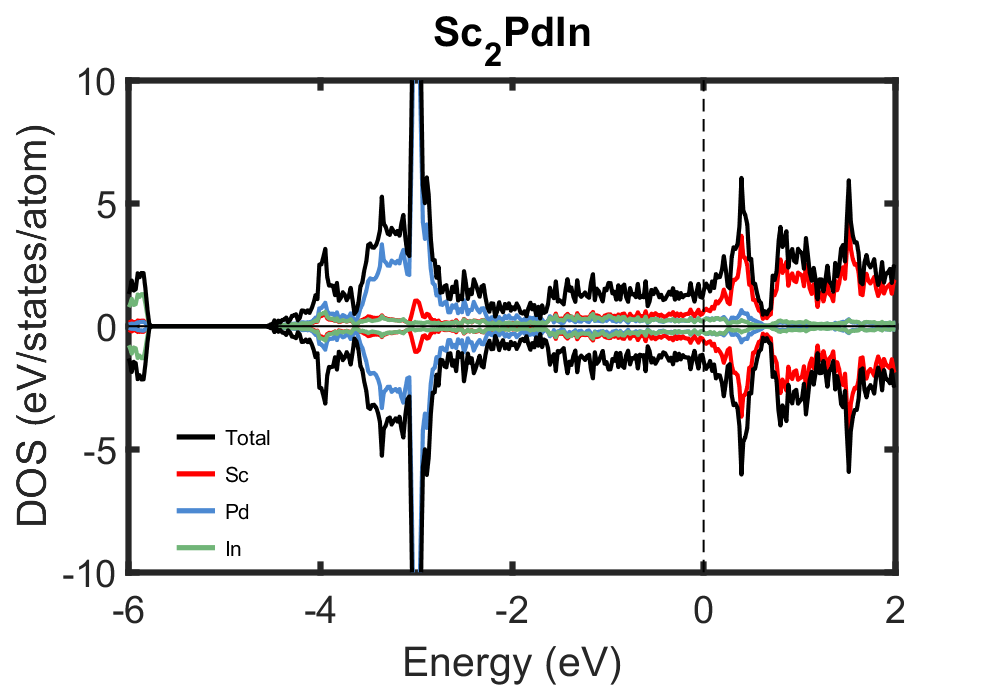 Sc2PdIn
10
5
0
-5
-10
DOS (eV/states/atom)
Total
Sc
Pd
In
-6 -4 -2 0 2
Energy (eV)